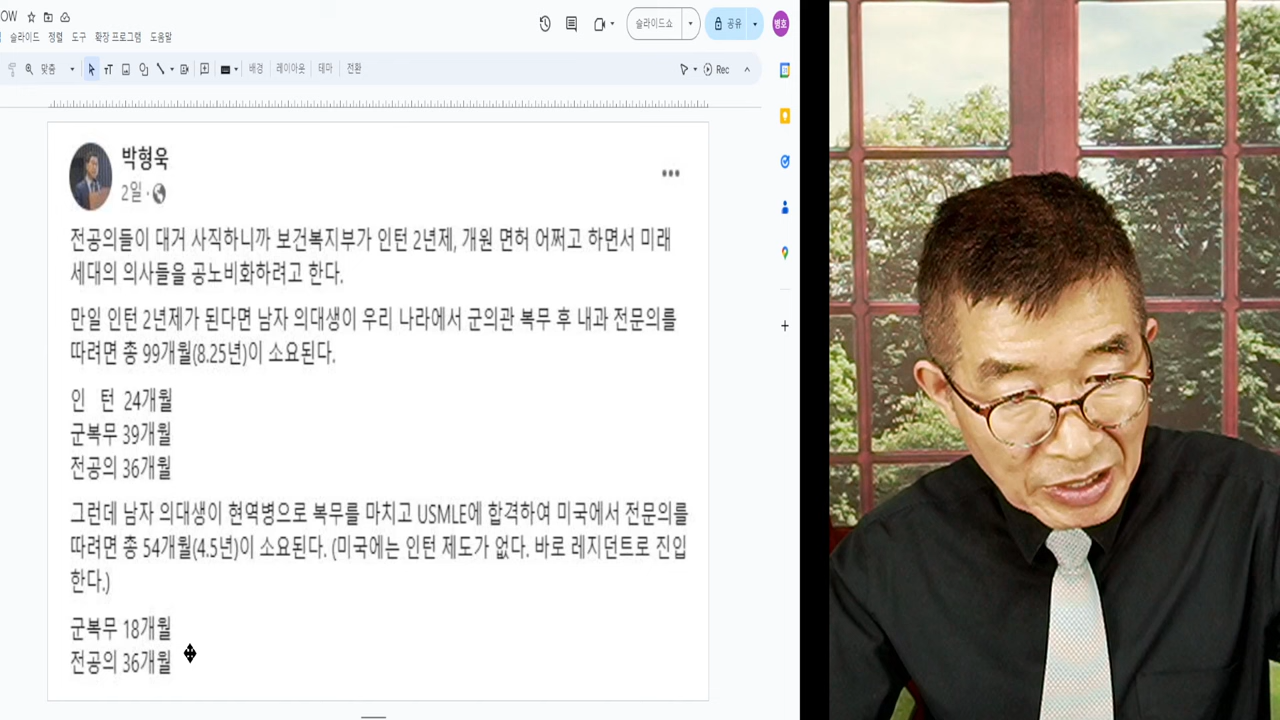 OW
슬라이드 정렬 도구 확장 프로그램 도움말
슬라이드쇼
공유
병호
맞춤
배경 레이아웃 테마 전환
Rec
박형욱
2일 ·
전공의들이 대거 사직하니까 보건복지부가 인턴 2년제, 개원 면허 어쩌고 하면서 미래
세대의 의사들을 공노비화하려고 한다.
만일 인턴 2년제가 된다면 남자 의대생이 우리 나라에서 군의관 복무 후 내과 전문의를
따려면 총 99개월(8.25년)이 소요된다.
인 턴 24개월
군복무 39개월
전공의 36개월
그런데 남자 의대생이 현역병으로 복무를 마치고 USMLE에 합격하여 미국에서 전문의를
따려면 총 54개월(4.5년)이 소요된다. (미국에는 인턴 제도가 없다. 바로 레지던트로 진입
한다.)
군복무 18개월
전공의 36개월